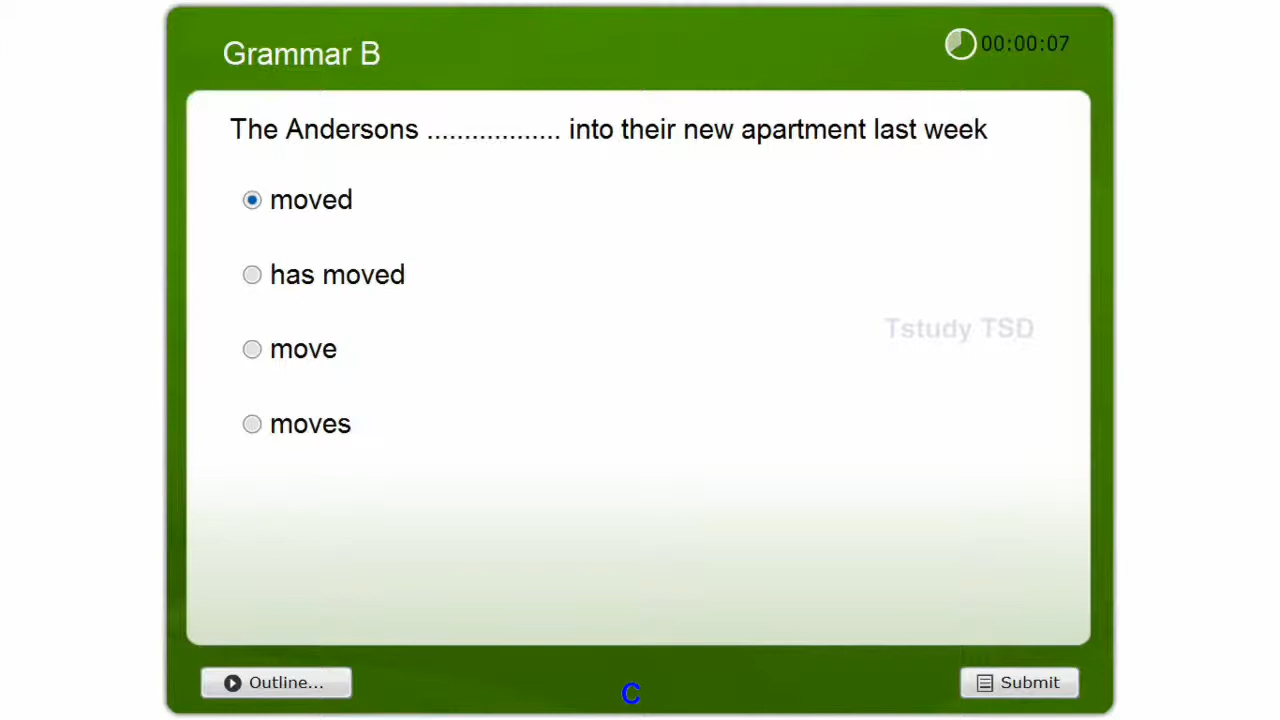 Grammar B
00:00:07
The Andersons .................. into their new apartment last week
moved
has moved
Tstudy TSD
move
moves
Outline...
C
Submit